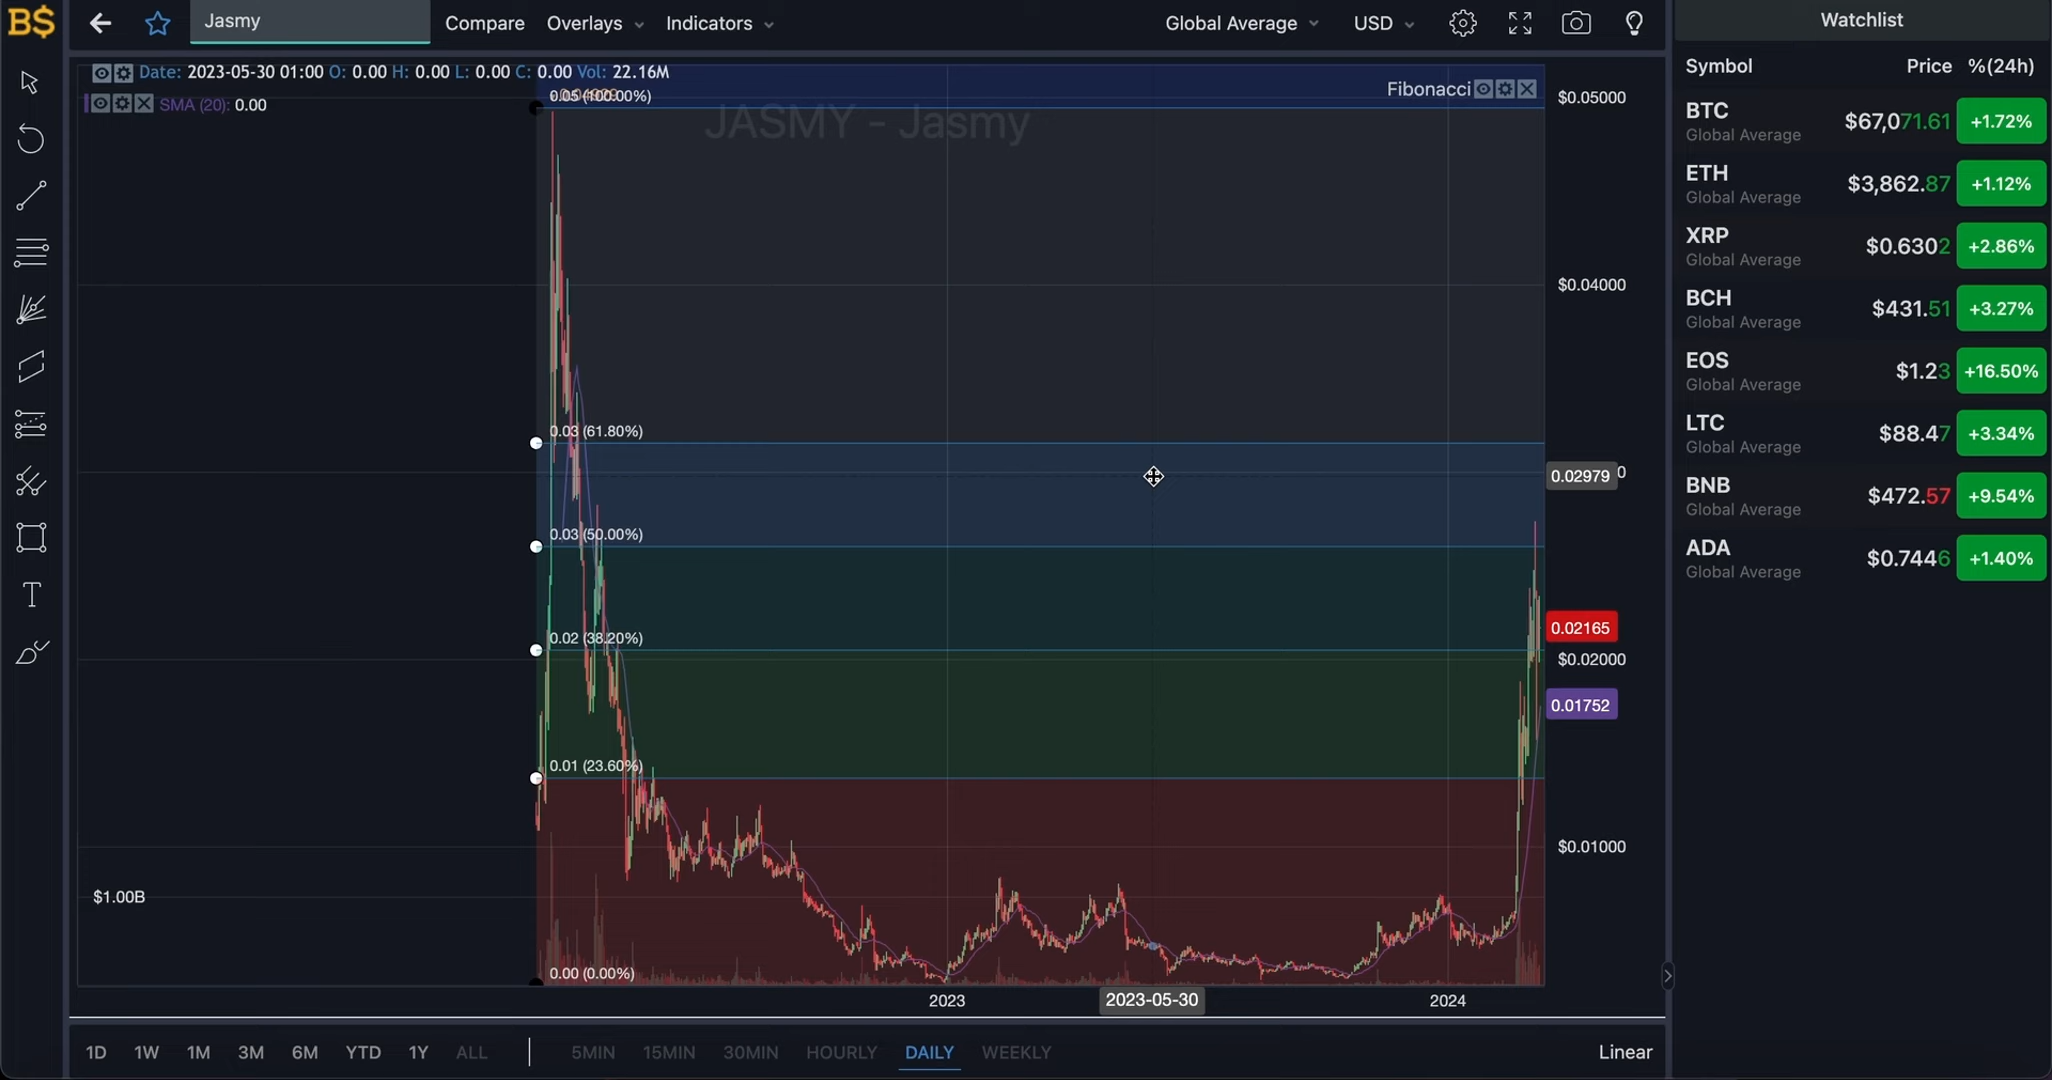 B$
Jasmy
Compare
Overlays
Indicators
Global Average
USD
Date: 2023-05-30 01:00 O: 0.00 H: 0.00 L: 0.00 C: 0.00 Vol: 22.16M
SMA (20): 0.00
Fibonacci
JASMY - Jasmy
0.05 (100.00%)
0.03 (61.80%)
0.03 (50.00%)
0.02 (38.20%)
0.01 (23.60%)
0.00 (0.00%)
$0.05000
$0.04000
0.02979
0
0.02165
$0.02000
0.01752
$0.01000
$1.00B
2023
2023-05-30
2024
1D 1W 1M 3M 6M YTD 1Y ALL
5MIN 15MIN 30MIN HOURLY DAILY WEEKLY
Linear
Watchlist
Symbol Price %(24h)
BTC $67,071.61 +1.72%
Global Average
ETH $3,862.87 +1.12%
Global Average
XRP $0.6302 +2.86%
Global Average
BCH $431.51 +3.27%
Global Average
EOS $1.23 +16.50%
Global Average
LTC $88.47 +3.34%
Global Average
BNB $472.57 +9.54%
Global Average
ADA $0.7446 +1.40%
Global Average
T